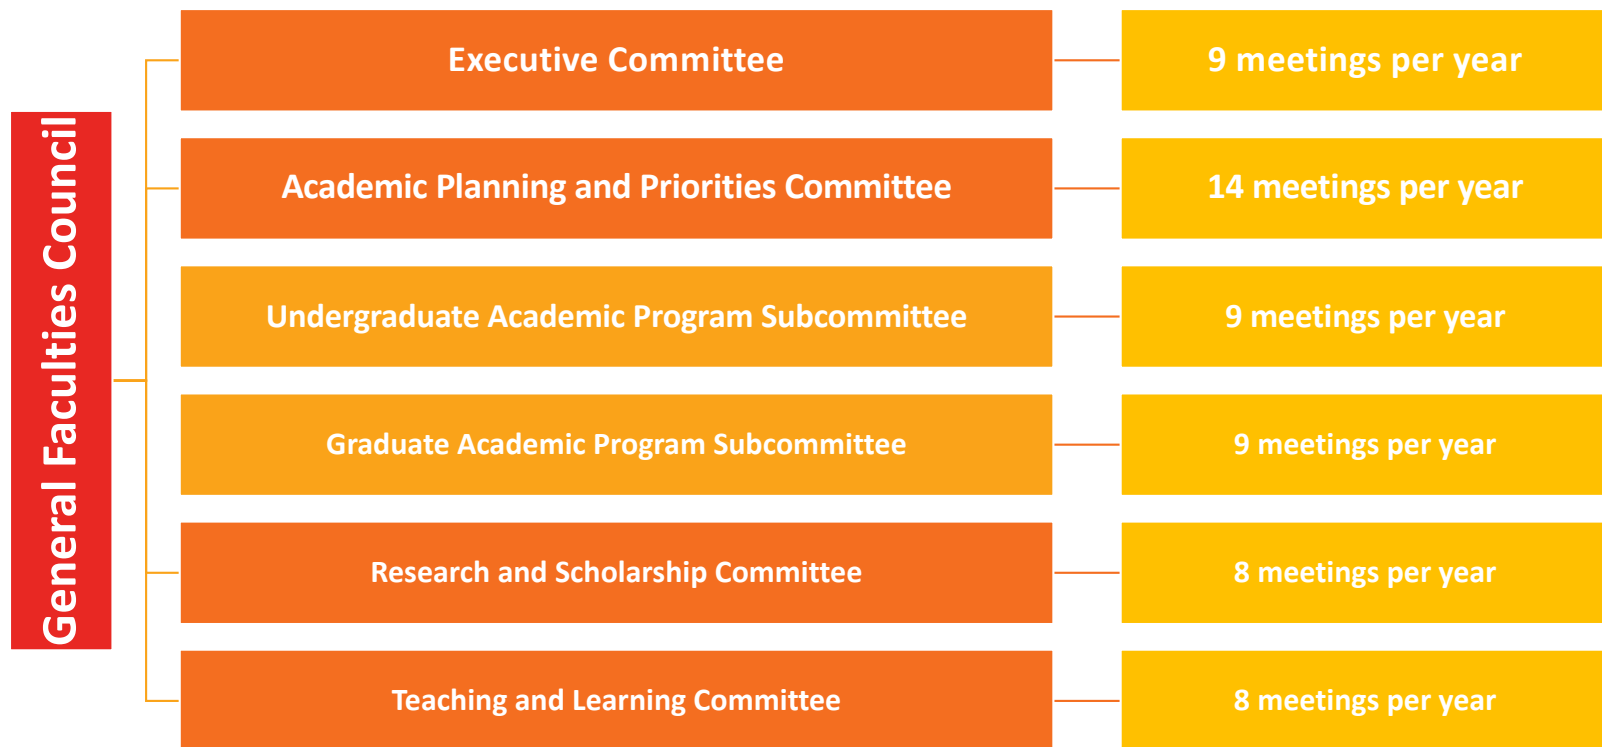 General Faculties Council
Executive Committee
9 meetings per year
Academic Planning and Priorities Committee
14 meetings per year
Undergraduate Academic Program Subcommittee
9 meetings per year
Graduate Academic Program Subcommittee
9 meetings per year
Research and Scholarship Committee
8 meetings per year
Teaching and Learning Committee
8 meetings per year